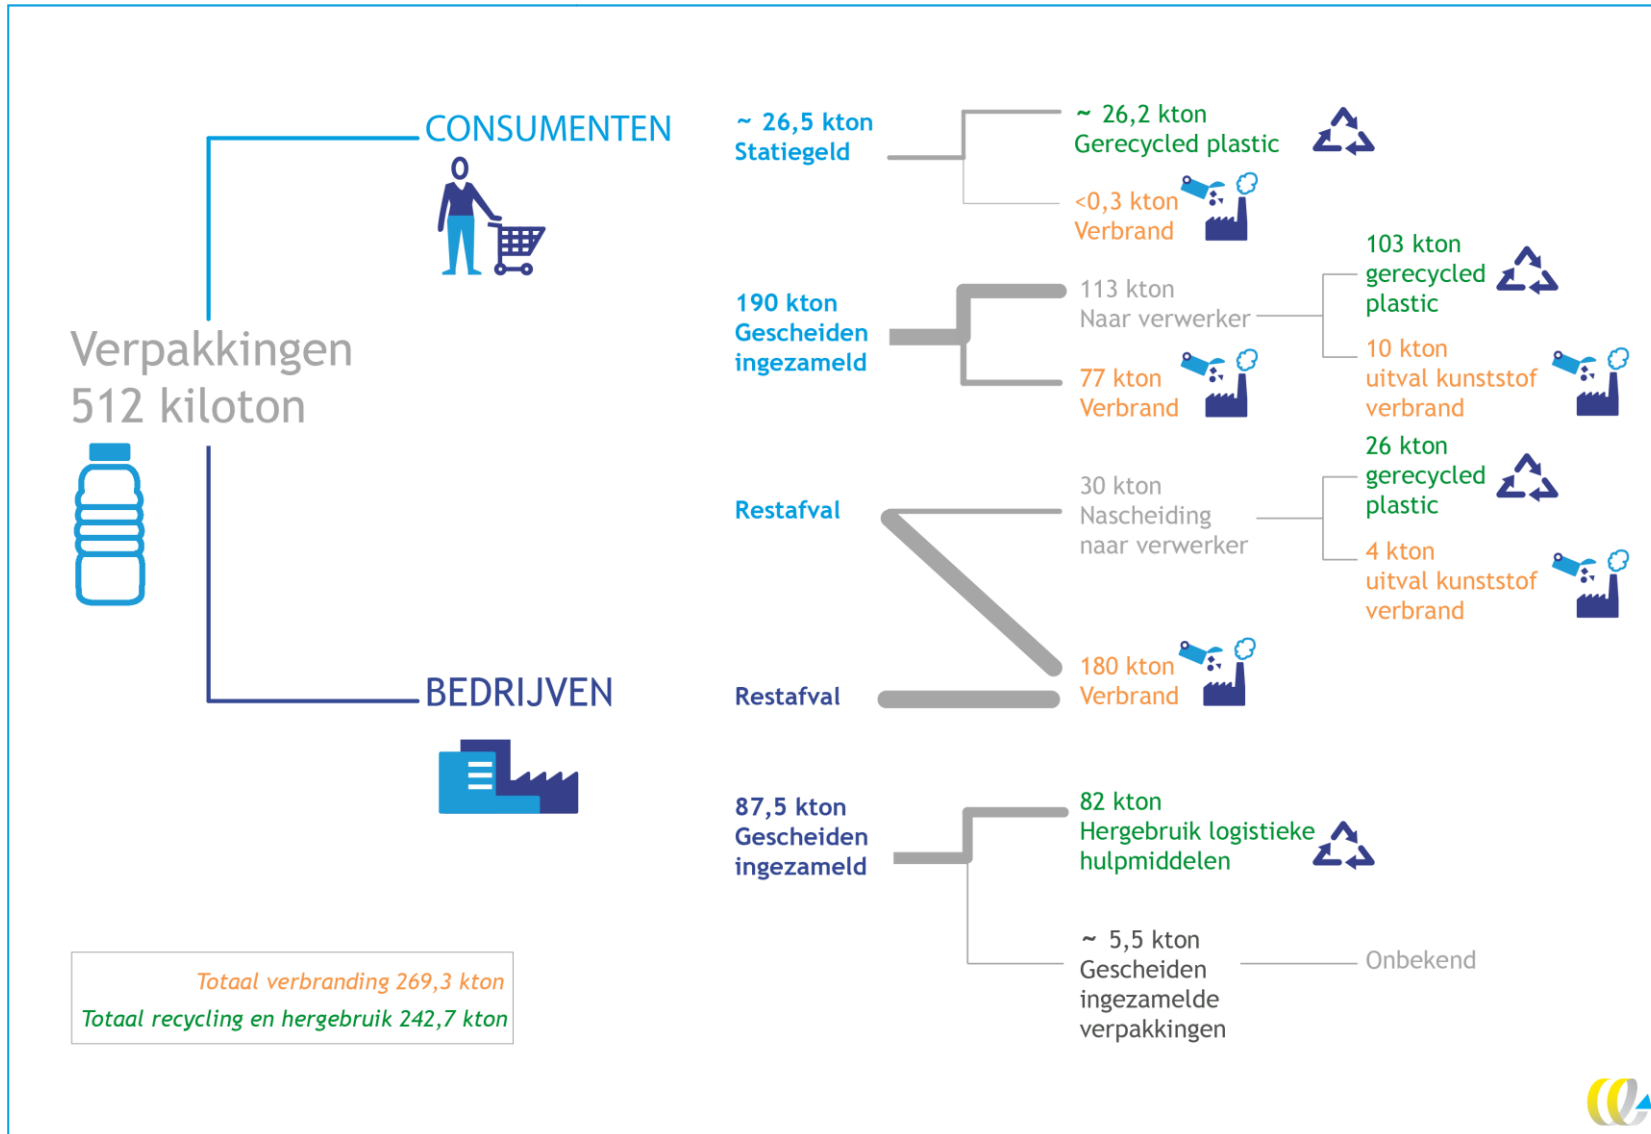 CONSUMENTEN
~ 26,5 kton
Statiegeld
~ 26,2 kton
Gerecycled plastic
<0,3 kton
Verbrand
190 kton
Gescheiden
ingezameld
113 kton
Naar verwerker
103 kton
gerecycled
plastic
10 kton
uitval kunststof
verbrand
77 kton
Verbrand
Verpakkingen
512 kiloton
Restafval
30 kton
Nascheiding
naar verwerker
26 kton
gerecycled
plastic
4 kton
uitval kunststof
verbrand
180 kton
Verbrand
BEDRIJVEN
Restafval
87,5 kton
Gescheiden
ingezameld
82 kton
Hergebruik logistieke
hulpmiddelen
~ 5,5 kton
Gescheiden
ingezamelde
verpakkingen
Onbekend
Totaal verbranding 269,3 kton
Totaal recycling en hergebruik 242,7 kton